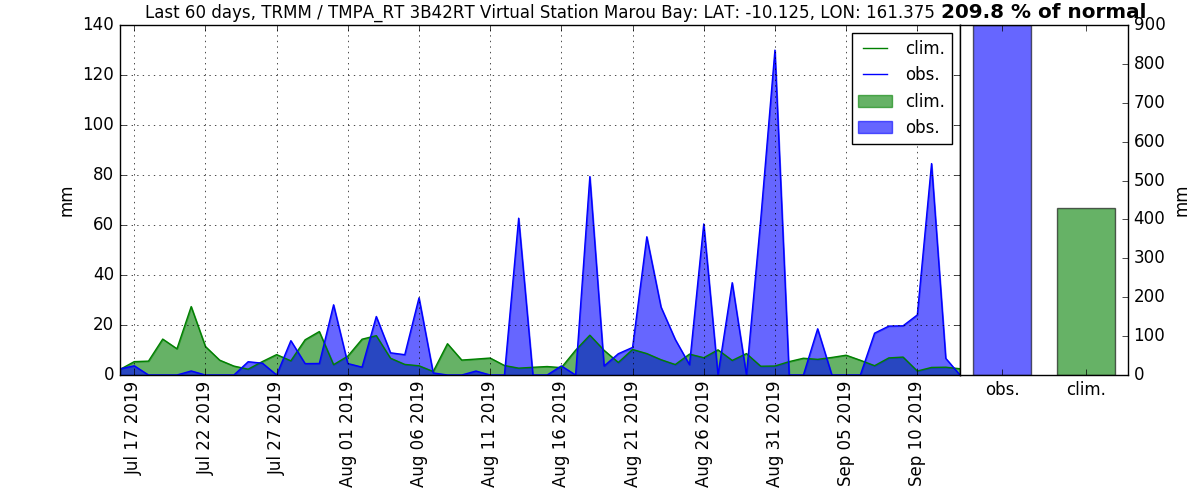 Last 60 days, TRMM / TMPA_RT 3B42RT Virtual Station Marou Bay: LAT: -10.125, LON: 161.375 209.8 % of normal
140
120
100
80
60
40
20
0
mm
clim.
obs.
clim.
obs.
900
800
700
600
500
400
300
200
100
0
mm
obs.
clim.
Jul 17 2019
Jul 22 2019
Jul 27 2019
Aug 01 2019
Aug 06 2019
Aug 11 2019
Aug 16 2019
Aug 21 2019
Aug 26 2019
Aug 31 2019
Sep 05 2019
Sep 10 2019